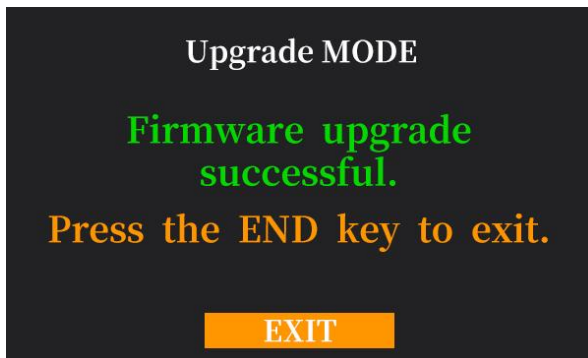 Upgrade MODE
Firmware upgrade
successful.
Press the END key to exit.
EXIT